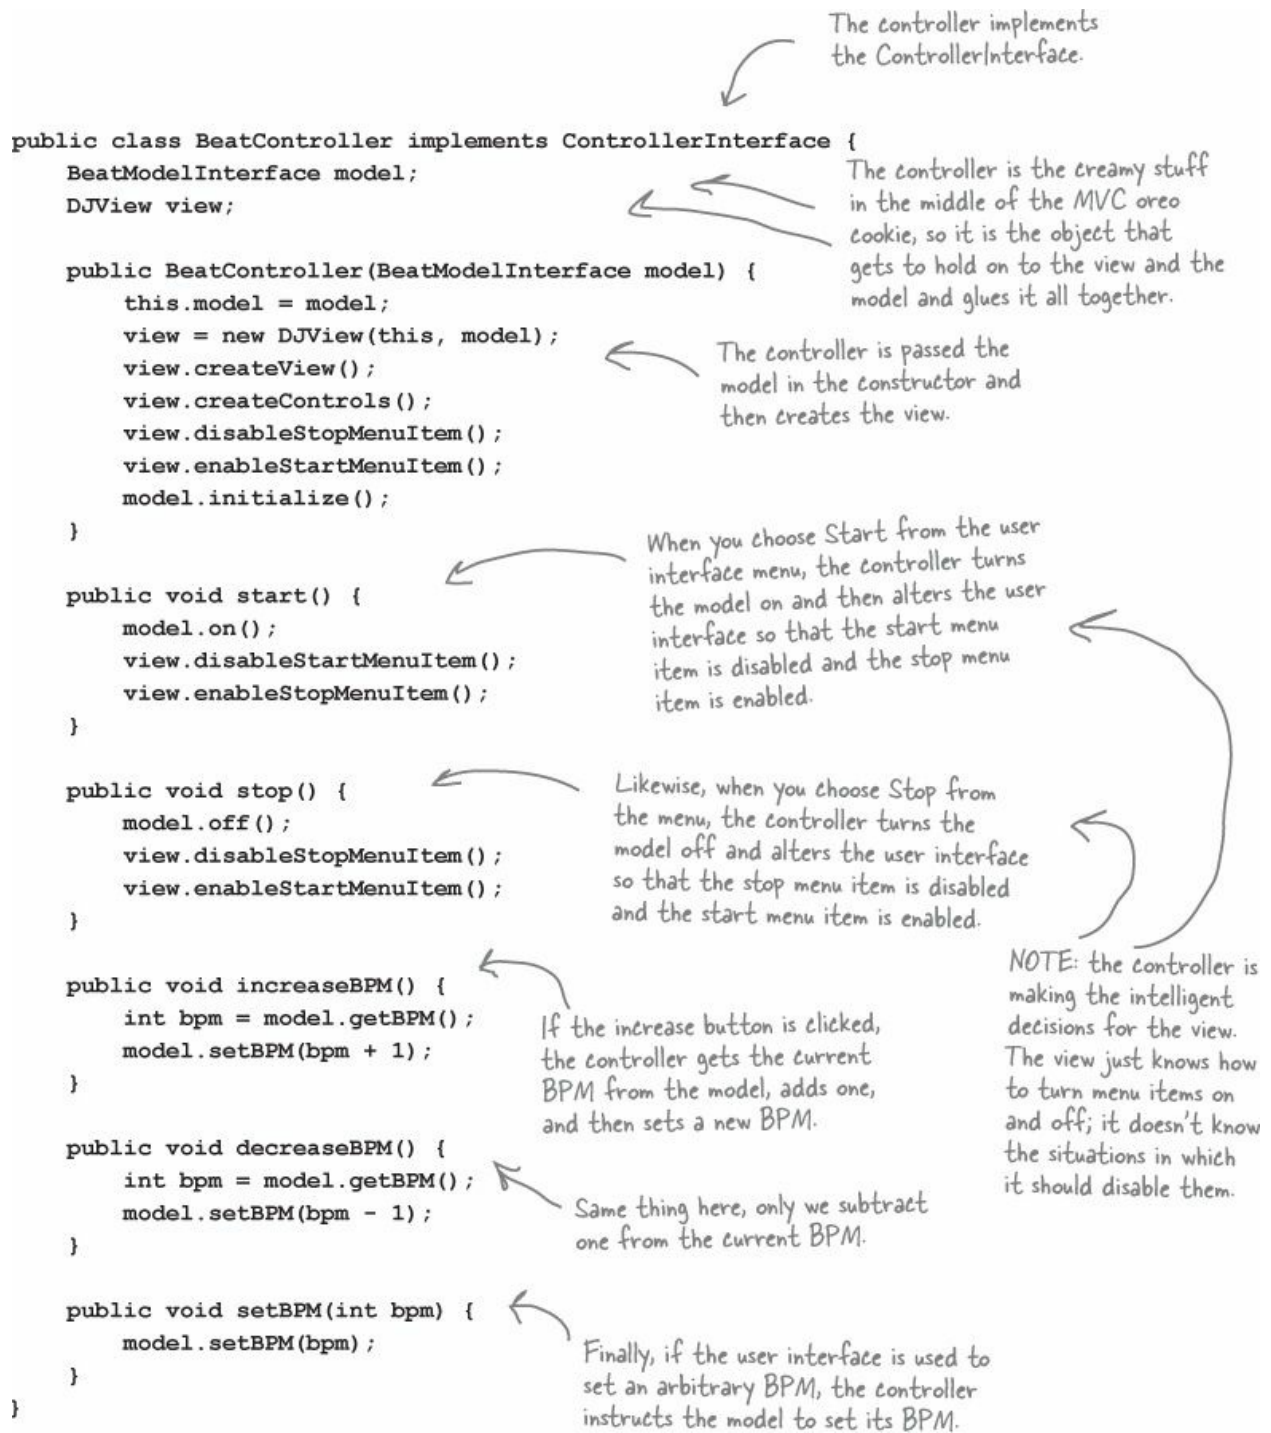 The controller implements
the ControllerInterface.
public class BeatController implements ControllerInterface {
    BeatModelInterface model;
    DJView view;
The controller is the creamy stuff
in the middle of the MVC oreo
cookie, so it is the object that
gets to hold on to the view and the
model and glues it all together.
    public BeatController(BeatModelInterface model) {
        this.model = model;
        view = new DJView(this, model);
        view.createView();
        view.createControls();
        view.disableStopMenuItem();
        view.enableStartMenuItem();
        model.initialize();
    }
The controller is passed the
model in the constructor and
then creates the view.
    public void start() {
        model.on();
        view.disableStartMenuItem();
        view.enableStopMenuItem();
    }
When you choose Start from the user
interface menu, the controller turns
the model on and then alters the user
interface so that the start menu
item is disabled and the stop menu
item is enabled.
    public void stop() {
        model.off();
        view.disableStopMenuItem();
        view.enableStartMenuItem();
    }
Likewise, when you choose Stop from
the menu, the controller turns the
model off and alters the user interface
so that the stop menu item is disabled
and the start menu item is enabled.
NOTE: the controller is
making the intelligent
decisions for the view.
The view just knows how
to turn menu items on
and off; it doesn't know
the situations in which
it should disable them.
    public void increaseBPM() {
        int bpm = model.getBPM();
        model.setBPM(bpm + 1);
    }
If the increase button is clicked,
the controller gets the current
BPM from the model, adds one,
and then sets a new BPM.
    public void decreaseBPM() {
        int bpm = model.getBPM();
        model.setBPM(bpm - 1);
    }
Same thing here, only we subtract
one from the current BPM.
    public void setBPM(int bpm) {
        model.setBPM(bpm);
    }
}
Finally, if the user interface is used to
set an arbitrary BPM, the controller
instructs the model to set its BPM.